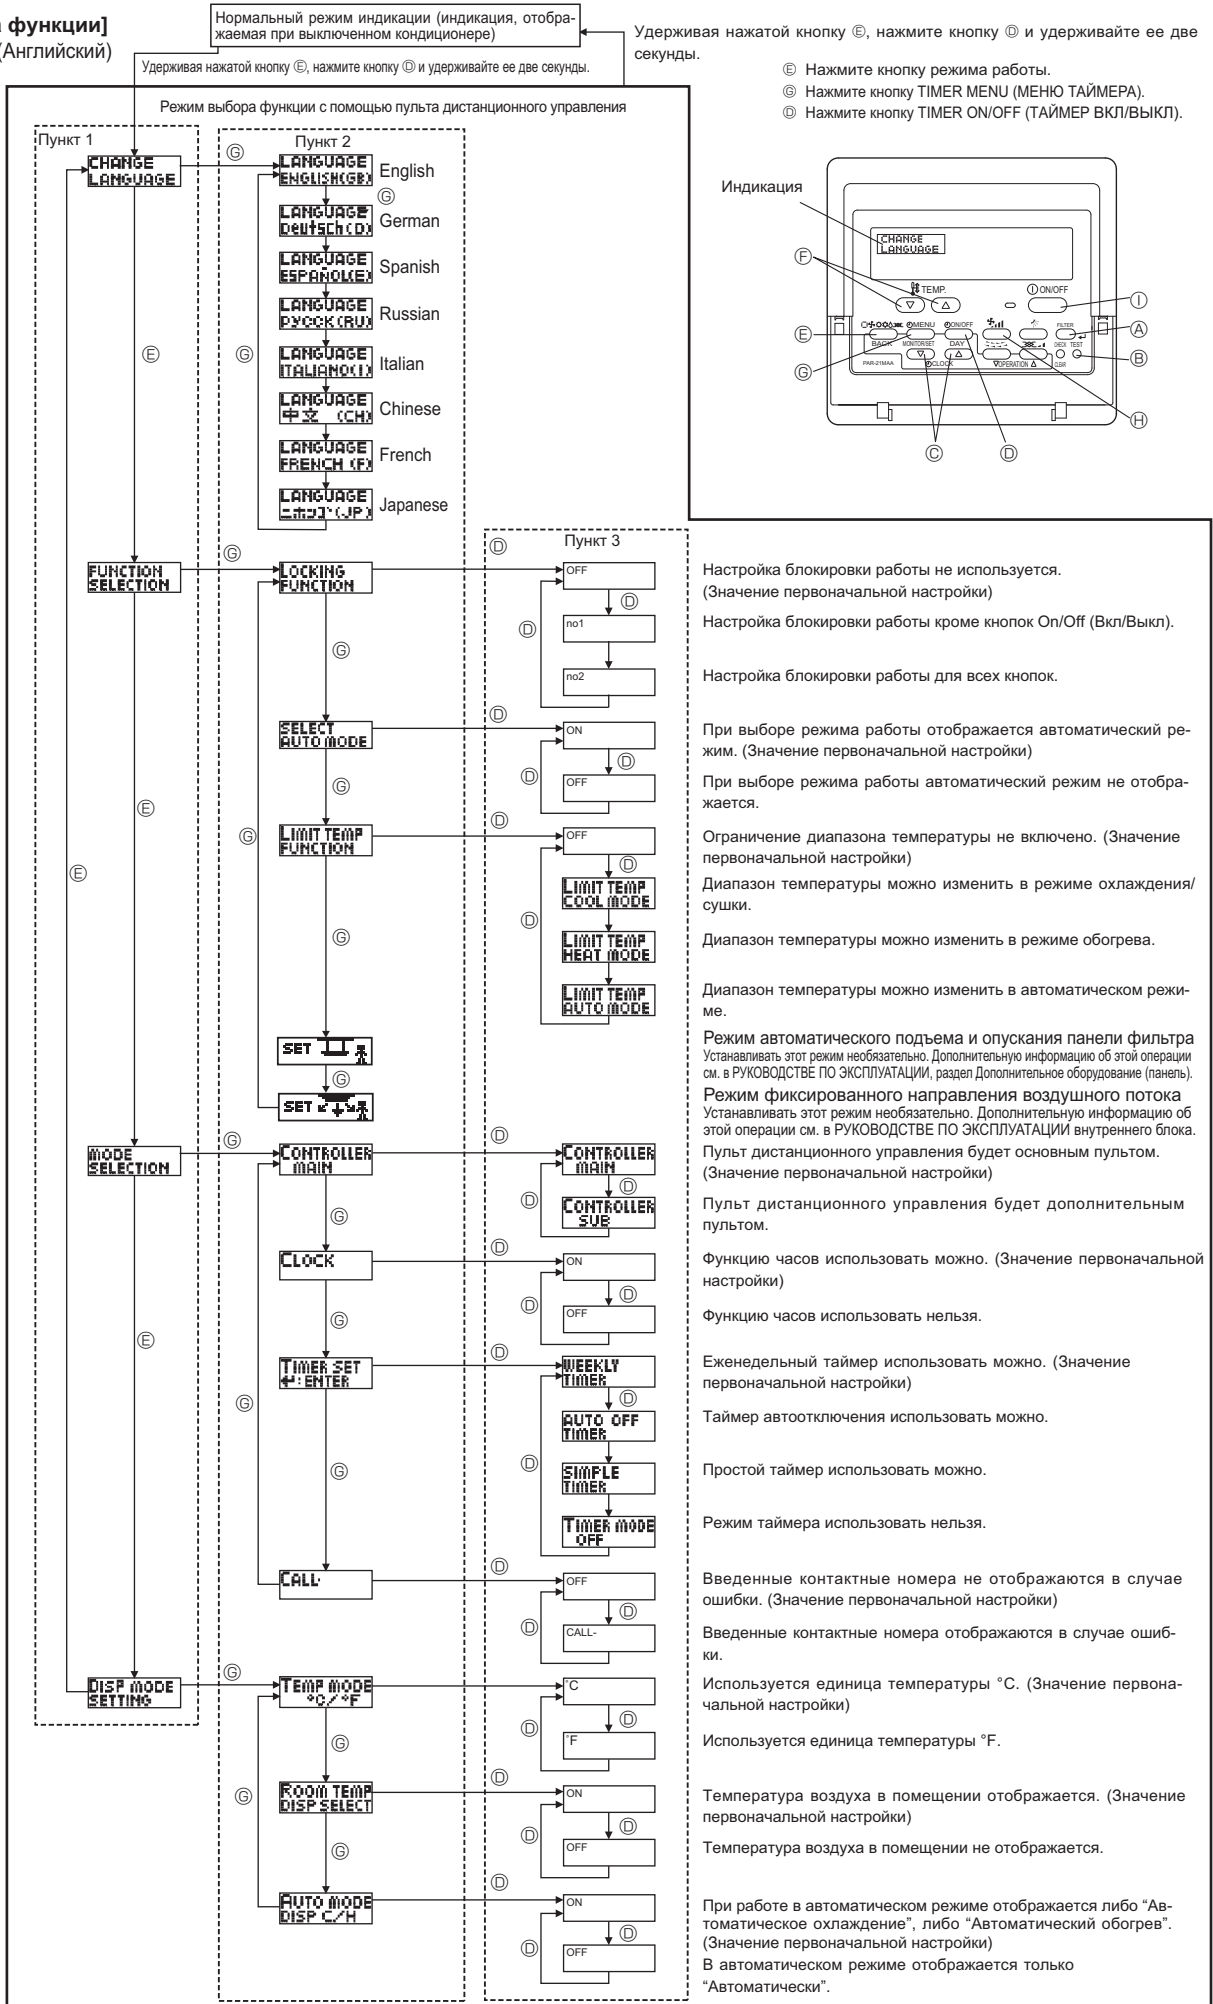 функции]
(Английский)
Нормальный режим индикации (индикация, отобра-
жаемая при выключенном кондиционере)
Удерживая нажатой кнопку Ⓔ, нажмите кнопку Ⓓ и удерживайте ее две секунды.
Удерживая нажатой кнопку Ⓔ, нажмите кнопку Ⓓ и удерживайте ее две
секунды.
Ⓔ Нажмите кнопку режима работы.
Ⓖ Нажмите кнопку TIMER MENU (МЕНЮ ТАЙМЕРА).
Ⓓ Нажмите кнопку TIMER ON/OFF (ТАЙМЕР ВКЛ/ВЫКЛ).
Режим выбора функции с помощью пульта дистанционного управления
Пункт 1
Пункт 2
CHANGE
LANGUAGE
Ⓖ
LANGUAGE
ENGLISH(GB)
English
Ⓖ
LANGUAGE
Deutsch(D)
German
LANGUAGE
ESPAÑOL(E)
Spanish
LANGUAGE
РУССК(RU)
Russian
Ⓔ
Ⓖ
LANGUAGE
ITALIANO(I)
Italian
LANGUAGE
中文 (CH)
Chinese
LANGUAGE
FRENCH (F)
French
LANGUAGE
ニホンゴ(JP)
Japanese
Индикация
CHANGE
LANGUAGE
Ⓕ
TEMP.
ON/OFF
Ⓘ
MENU
ON/OFF
FILTER
Ⓐ
Ⓔ
BACK
MONITOR/SET
DAY
CHECK TEST
Ⓑ
PAR-21MAA
CLOCK
OPERATION
CLEAR
Ⓖ
Ⓗ
Ⓒ
Ⓓ
Пункт 3
FUNCTION
SELECTION
Ⓖ
LOCKING
FUNCTION
Ⓓ
OFF
Настройка блокировки работы не используется.
(Значение первоначальной настройки)
Ⓓ
Ⓓ
no1
Настройка блокировки работы кроме кнопок On/Off (Вкл/Выкл).
Ⓖ
no2
Настройка блокировки работы для всех кнопок.
SELECT
AUTO MODE
Ⓓ
ON
При выборе режима работы отображается автоматический ре-
жим. (Значение первоначальной настройки)
Ⓓ
Ⓓ
Ⓖ
OFF
При выборе режима работы автоматический режим не отобра-
жается.
Ⓔ
Ⓖ
LIMIT TEMP
FUNCTION
Ⓓ
OFF
Ограничение диапазона температуры не включено. (Значение
первоначальной настройки)
Ⓔ
Ⓓ
LIMIT TEMP
COOL MODE
Диапазон температуры можно изменить в режиме охлаждения/
сушки.
Ⓓ
Ⓖ
LIMIT TEMP
HEAT MODE
Диапазон температуры можно изменить в режиме обогрева.
LIMIT TEMP
AUTO MODE
Диапазон температуры можно изменить в автоматическом режи-
ме.
SET
Режим автоматического подъема и опускания панели фильтра
Устанавливать этот режим необязательно. Дополнительную информацию об этой операции
см. в РУКОВОДСТВЕ ПО ЭКСПЛУАТАЦИИ, раздел Дополнительное оборудование (панель).
Ⓖ
SET
Режим фиксированного направления воздушного потока
Устанавливать этот режим необязательно. Дополнительную информацию об
этой операции см. в РУКОВОДСТВЕ ПО ЭКСПЛУАТАЦИИ внутреннего блока.
MODE
SELECTION
Ⓖ
CONTROLLER
MAIN
Ⓓ
CONTROLLER
MAIN
Пульт дистанционного управления будет основным пультом.
(Значение первоначальной настройки)
Ⓓ
Ⓓ
Ⓖ
CONTROLLER
SUB
Пульт дистанционного управления будет дополнительным
пультом.
CLOCK
Ⓓ
ON
Функцию часов использовать можно. (Значение первоначальной
настройки)
Ⓓ
Ⓓ
Ⓖ
OFF
Функцию часов использовать нельзя.
Ⓔ
TIMER SET
↵:ENTER
Ⓓ
WEEKLY
TIMER
Еженедельный таймер использовать можно. (Значение
первоначальной настройки)
Ⓖ
Ⓓ
AUTO OFF
TIMER
Таймер автоотключения использовать можно.
Ⓓ
Ⓖ
SIMPLE
TIMER
Простой таймер использовать можно.
TIMER MODE
OFF
Режим таймера использовать нельзя.
CALL-
Ⓓ
OFF
Введенные контактные номера не отображаются в случае
ошибки. (Значение первоначальной настройки)
Ⓓ
Ⓓ
CALL-
Введенные контактные номера отображаются в случае ошиб-
ки.
DISP MODE
SETTING
Ⓖ
TEMP MODE
°C/°F
Ⓓ
°C
Используется единица температуры °C. (Значение первона-
чальной настройки)
Ⓓ
Ⓓ
Ⓖ
°F
Используется единица температуры °F.
Ⓖ
ROOM TEMP
DISP SELECT
Ⓓ
ON
Температура воздуха в помещении отображается. (Значение
первоначальной настройки)
Ⓓ
Ⓓ
Ⓖ
OFF
Температура воздуха в помещении не отображается.
AUTO MODE
DISP C/H
Ⓓ
ON
При работе в автоматическом режиме отображается либо “Ав-
томатическое охлаждение”, либо “Автоматический обогрев”.
(Значение первоначальной настройки)
Ⓓ
Ⓓ
OFF
В автоматическом режиме отображается только
“Автоматически”.